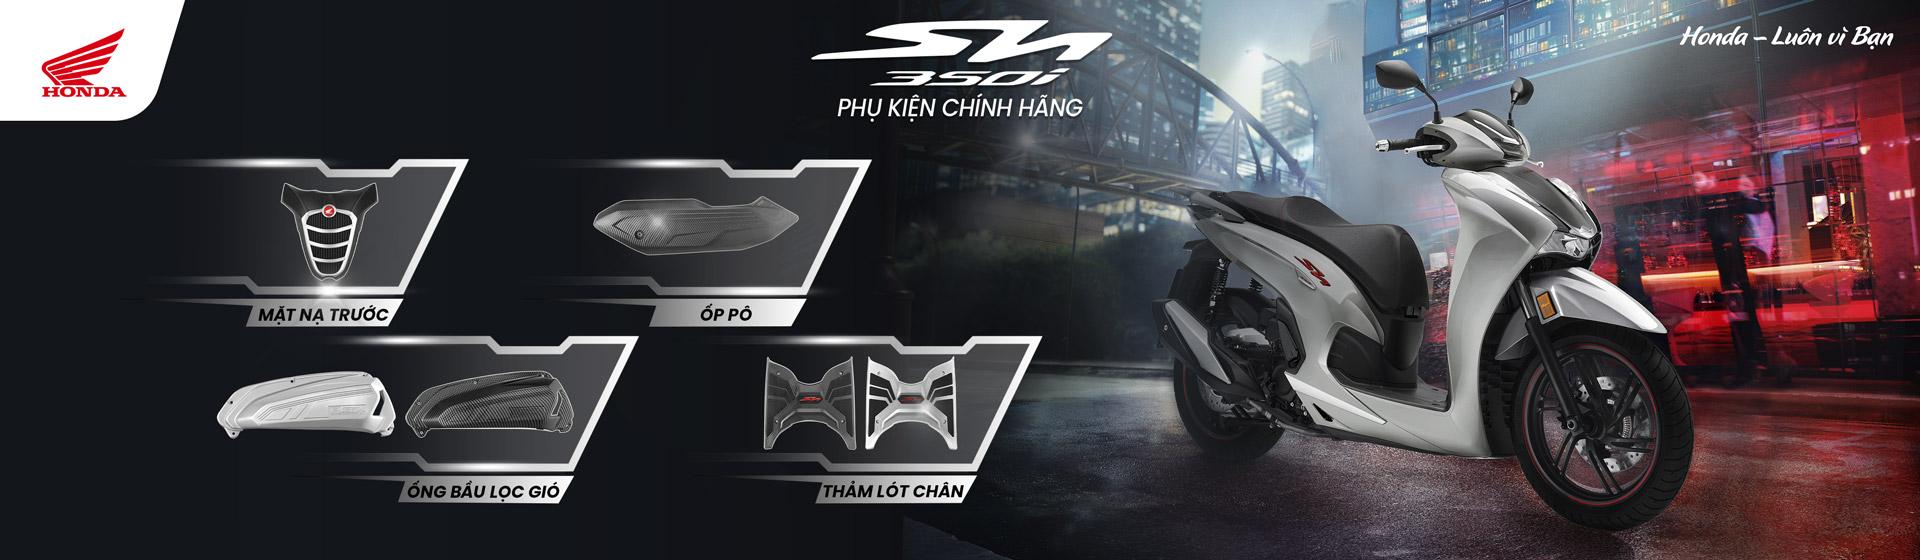 HONDA
SH
350i
PHỤ KIỆN CHÍNH HÃNG
Honda – Luôn vì Bạn
MẶT NẠ TRƯỚC
ỐP PÔ
ỐNG BẦU LỌC GIÓ
THẢM LÓT CHÂN
SH